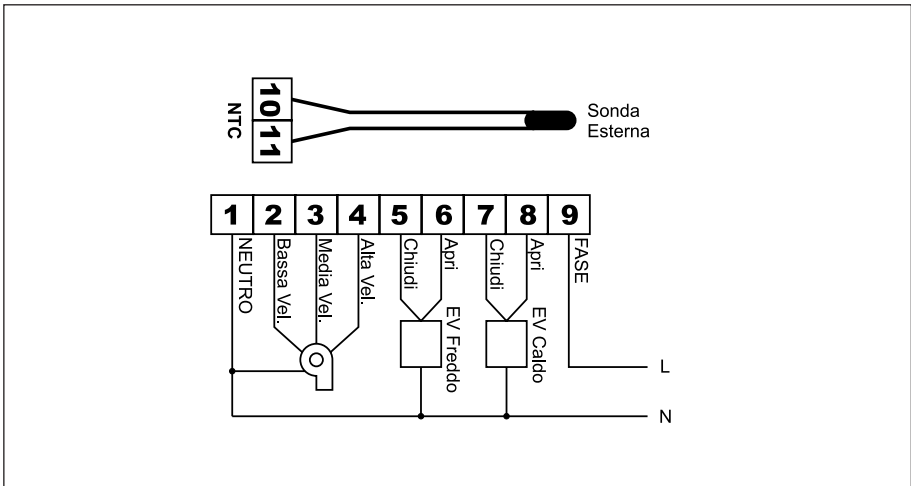 10
11
NTC
Sonda
Esterna
1 2 3 4 5 6 7 8 9
NEUTRO
Bassa Vel.
Media Vel.
Alta Vel.
Chiudi
Apri
Chiudi
Apri
FASE
EV Freddo
EV Caldo
L
N